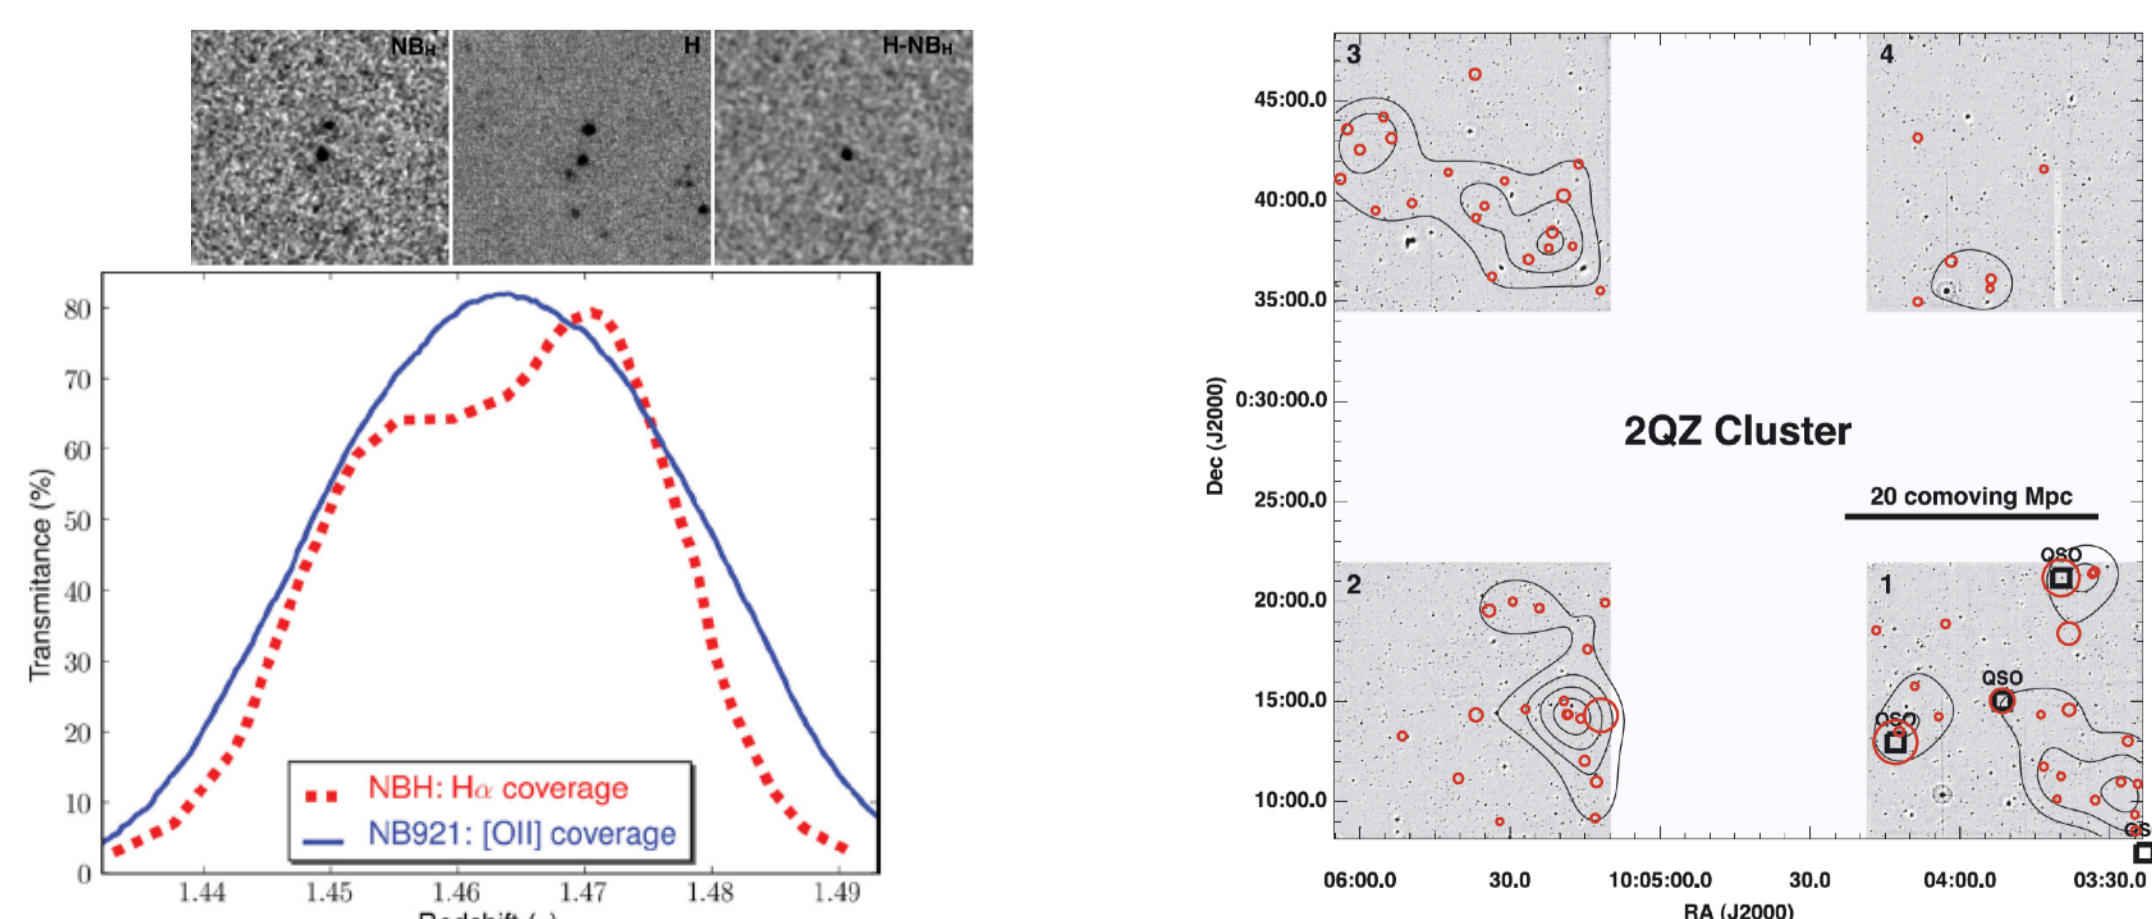 NBH
H
H-NBH
80
70
60
50
40
30
20
10
0
Transmitance (%)
NBH: Hα coverage
NB921: [OII] coverage
1.44
1.45
1.46
1.47
1.48
1.49
3
4
45:00.0
40:00.0
35:00.0
0:30:00.0
25:00.0
20:00.0
15:00.0
10:00.0
Dec (J2000)
2QZ Cluster
20 comoving Mpc
QSO
2
1
QSO
QSO
06:00.0
30.0
10:05:00.0
30.0
04:00.0
03:30.0
RA (J2000)